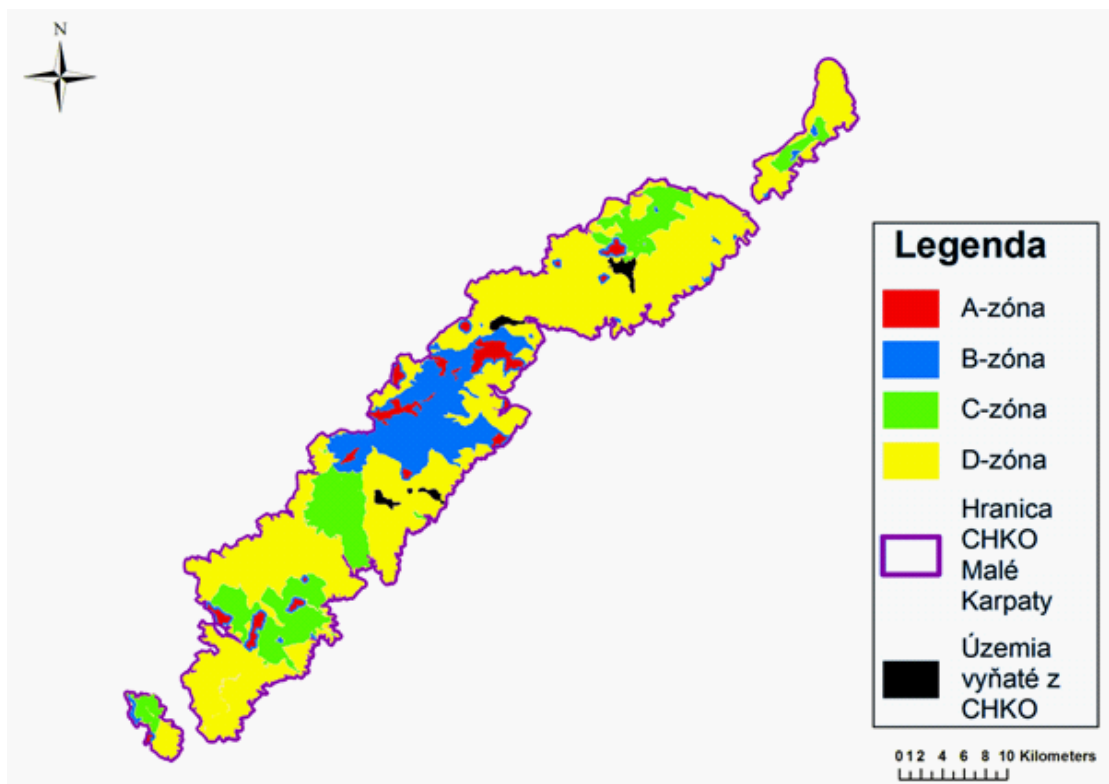 N
Legenda
A-zóna
B-zóna
C-zóna
D-zóna
Hranica
CHKO
Malé
Karpaty
Územia
vyňaté z
CHKO
0 1 2 4 6 8 10 Kilometers